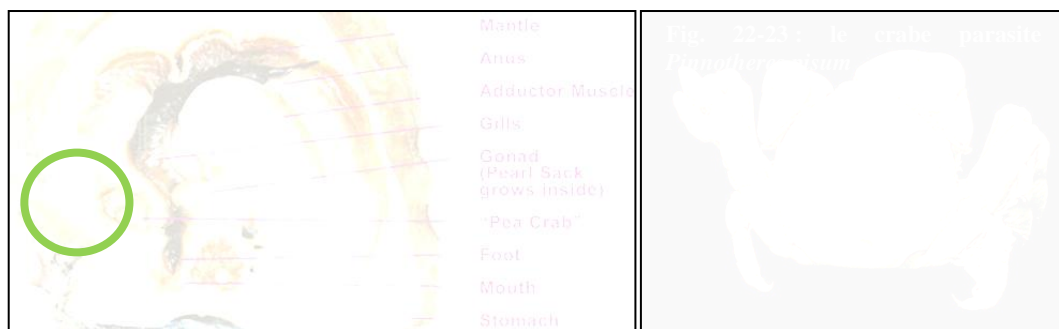 Mantle
Anus
Adductor Muscle
Gills
Gonad
(Pearl Sack
grows inside)
"Pea Crab"
Foot
Mouth
Stomach
Fig. 22-23 : le crabe parasite
pisum